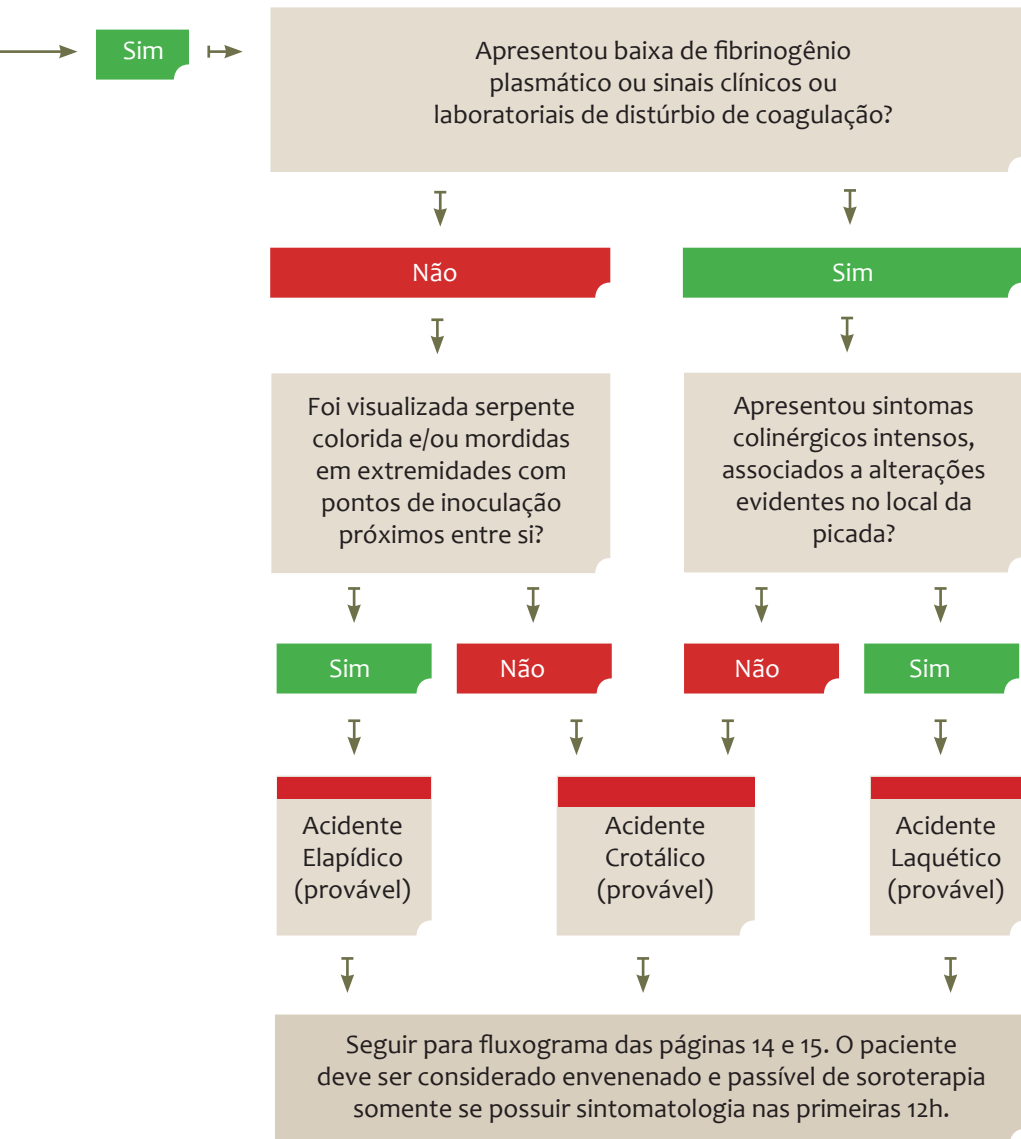 Sim
Apresentou baixa de fibrinogênio
plasmático ou sinais clínicos ou
laboratoriais de distúrbio de coagulação?
Não
Sim
Foi visualizada serpente
colorida e/ou mordidas
em extremidades com
pontos de inoculação
próximos entre si?
Apresentou sintomas
colinérgicos intensos,
associados a alterações
evidentes no local da
picada?
Sim
Não
Não
Sim
Acidente
Elapídico
(provável)
Acidente
Crotálico
(provável)
Acidente
Laquético
(provável)
Seguir para fluxograma das páginas 14 e 15. O paciente
deve ser considerado envenenado e passível de soroterapia
somente se possuir sintomatologia nas primeiras 12h.